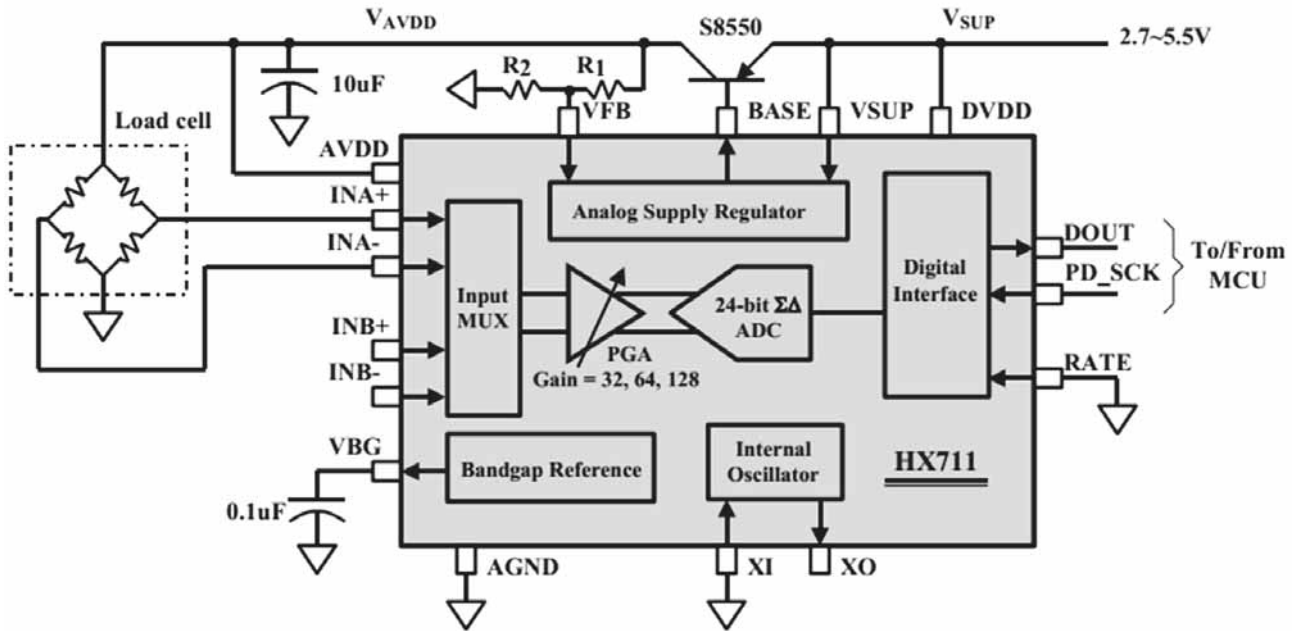 V_AVDD
S8550
V_SUP
2.7~5.5V
R2
R1
10uF
VFB
BASE
VSUP
DVDD
Load cell
AVDD
INA+
INA-
INB+
INB-
VBG
0.1uF
Analog Supply Regulator
Input
MUX
PGA
Gain = 32, 64, 128
24-bit ΣΔ
ADC
Digital
Interface
DOUT
PD_SCK
To/From
MCU
RATE
Bandgap Reference
Internal
Oscillator
HX711
AGND
XI
XO